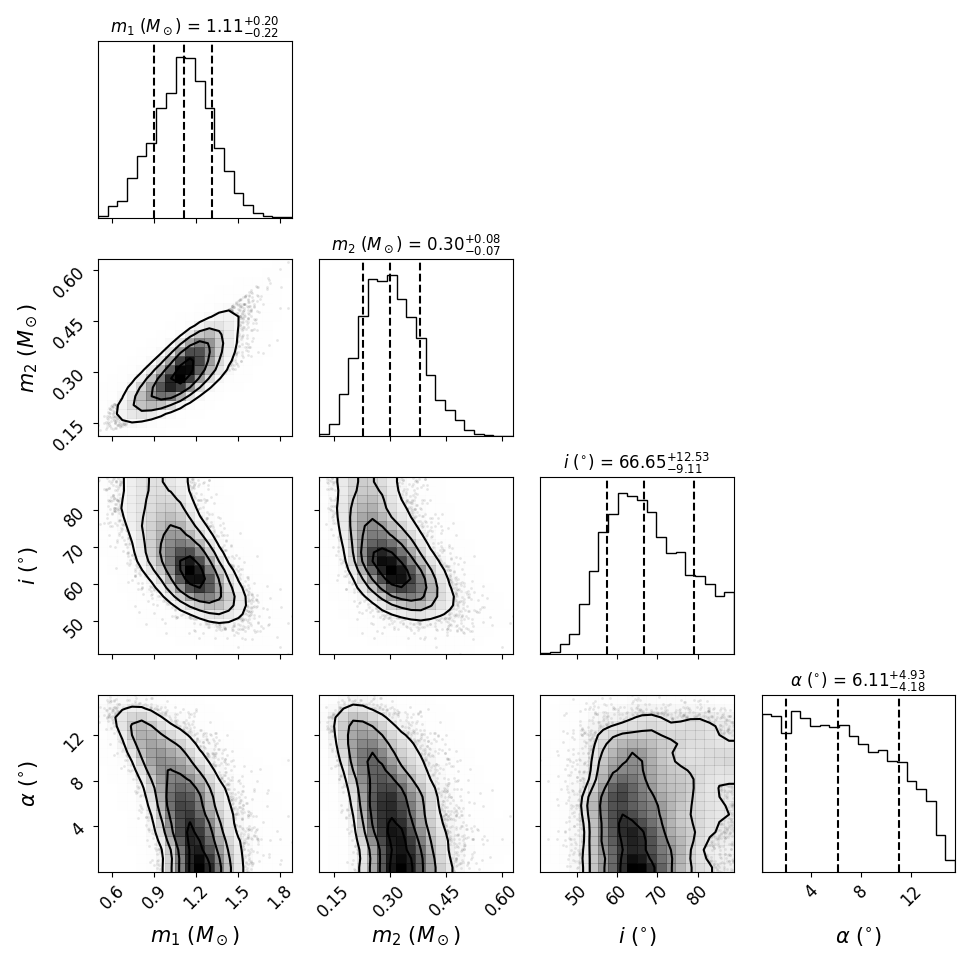 m₁ (M⊙) = 1.11^{+0.20}_{−0.22}
m₂ (M⊙) = 0.30^{+0.08}_{−0.07}
m₂ (M⊙)
0.60
0.45
0.30
0.15
i (°) = 66.65^{+12.53}_{−9.11}
i (°)
80
70
60
50
α (°) = 6.11^{+4.93}_{−4.18}
α (°)
12
8
4
0.6 0.9 1.2 1.5 1.8 0.15 0.30 0.45 0.60 50 60 70 80 4 8 12
m₁ (M⊙) m₂ (M⊙) i (°) α (°)